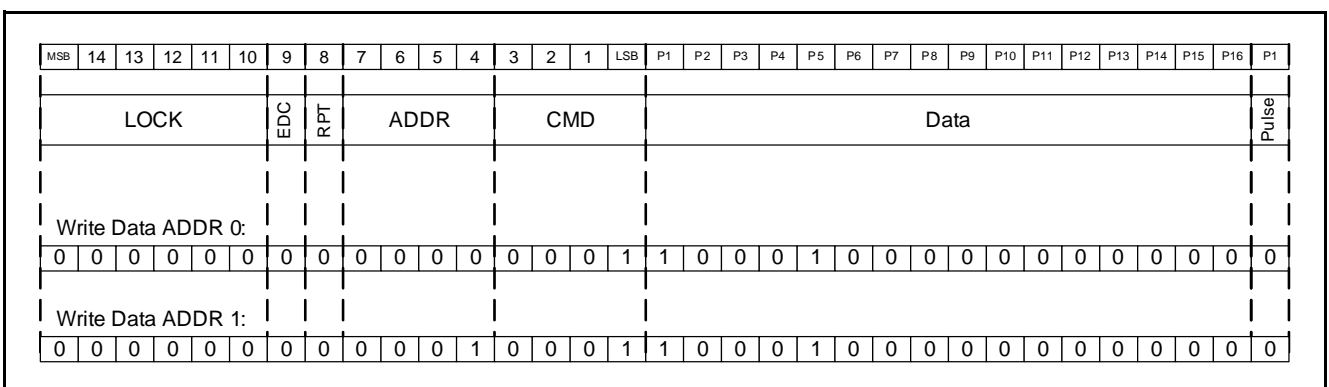 MSB 14 13 12 11 10 9 8 7 6 5 4 3 2 1 LSB P1 P2 P3 P4 P5 P6 P7 P8 P9 P10 P11 P12 P13 P14 P15 P16 P1
LOCK EDC RPT ADDR CMD Data Pulse
Write Data ADDR 0:
0 0 0 0 0 0 0 0 0 0 0 0 0 0 0 1 1 0 0 0 1 0 0 0 0 0 0 0 0 0 0 0 0
Write Data ADDR 1:
0 0 0 0 0 0 0 0 0 0 0 1 0 0 0 1 1 0 0 0 1 0 0 0 0 0 0 0 0 0 0 0 0